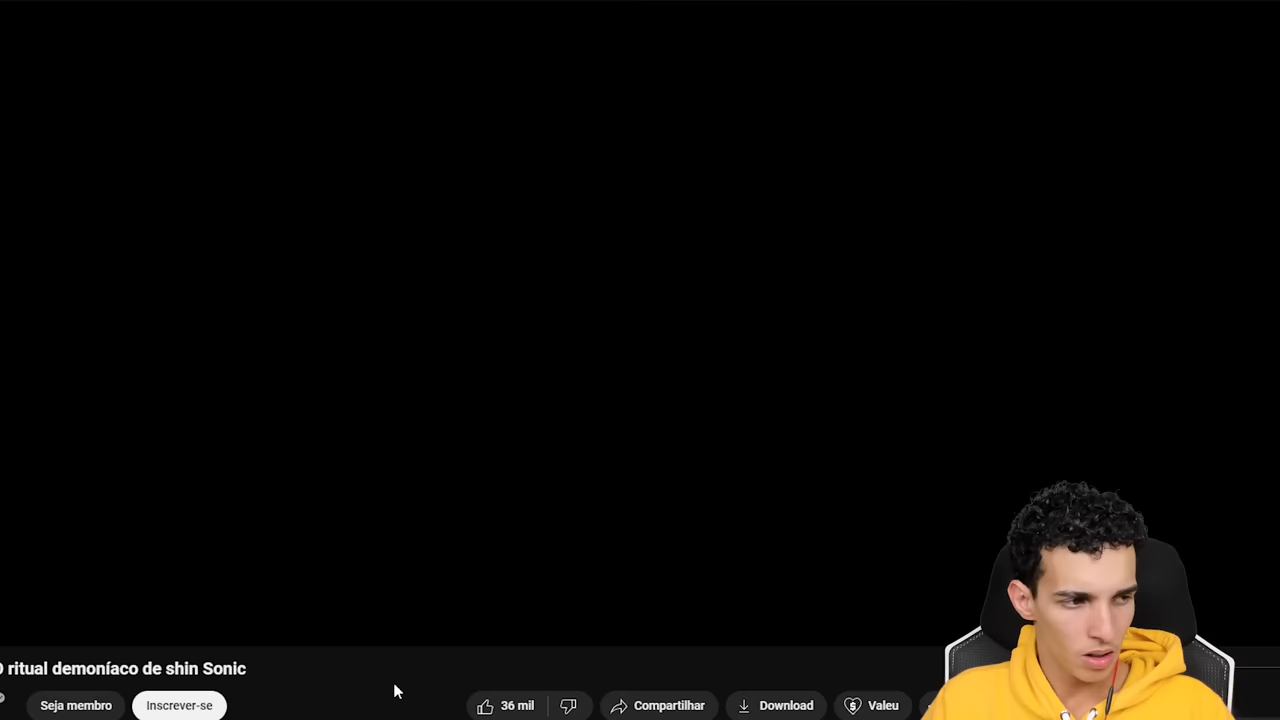 O ritual demoníaco de shin Sonic
Seja membro
Inscrever-se
36 mil
Compartilhar
Download
Valeu